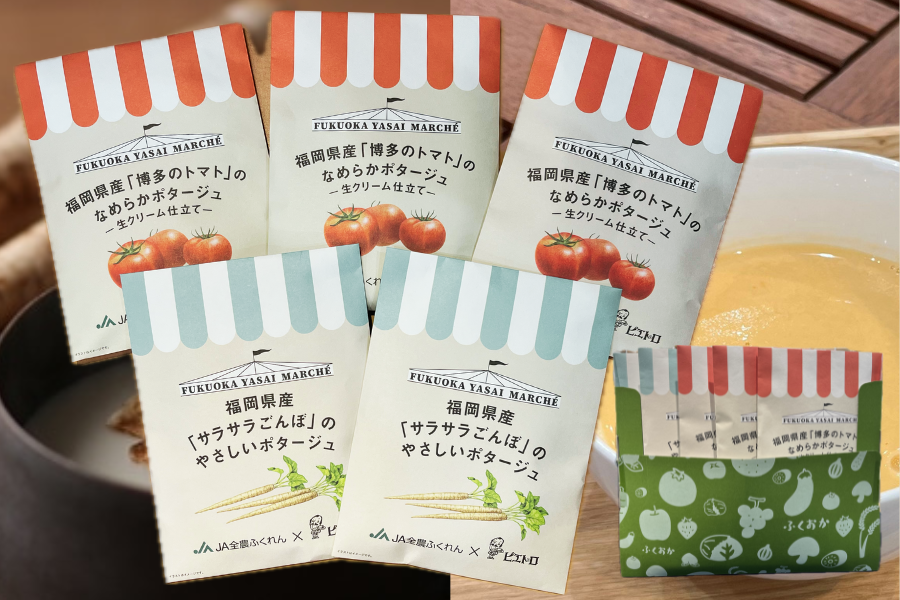 FUKUOKA YASAI MARCHÉ
福岡県産「博多のトマト」の
なめらかポタージュ
―生クリーム仕立て―
JA
FUKUOKA YASAI MARCHÉ
福岡県産「博多のトマト」の
なめらかポタージュ
―生クリーム仕立て―
ふくれん
FUKUOKA YASAI MARCHÉ
福岡県産「博多のトマト」の
なめらかポタージュ
―生クリーム仕立て―
ピエトロ
FUKUOKA YASAI MARCHÉ
福岡県産
「サラサラごんぼ」の
やさしいポタージュ
JA全農ふくれん × ピエトロ
FUKUOKA YASAI MARCHÉ
福岡県産
「サラサラごんぼ」の
やさしいポタージュ
JA全農ふくれん × ピエトロ
FUKUOKA YASAI MARCHÉ
福岡県産「博多のトマト
なめらかポタージュ
ふくおか
ふくおか